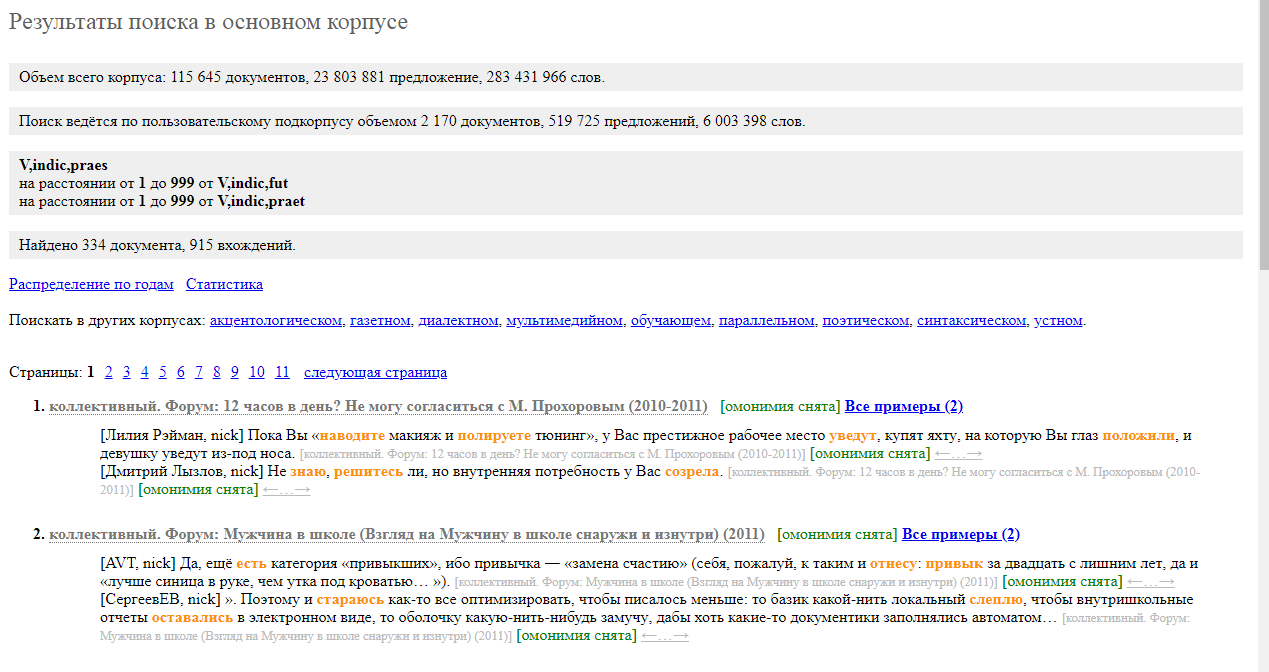 Результаты поиска в основном корпусе
Объем всего корпуса: 115 645 документов, 23 803 881 предложение, 283 431 966 слов.
Поиск ведётся по пользовательскому подкорпусу объемом 2 170 документов, 519 725 предложений, 6 003 398 слов.
V,indic,praes
на расстоянии от 1 до 999 от V,indic,fut
на расстоянии от 1 до 999 от V,indic,praet
Найдено 334 документа, 915 вхождений.
Распределение по годам Статистика
Поискать в других корпусах: акцентологическом, газетном, диалектном, мультимедийном, обучающем, параллельном, поэтическом, синтаксическом, устном.
Страницы: 1 2 3 4 5 6 7 8 9 10 11 следующая страница
1. коллективный. Форум: 12 часов в день? Не могу согласиться с М. Прохоровым (2010-2011) [омонимия снята] Все примеры (2)
[Лилия Рэйман, nick] Пока Вы «наводите макияж и полируете тюнинг», у Вас престижное рабочее место уведут, купят яхту, на которую Вы глаз положили, и
девушку уведут из-под носа. [коллективный. Форум: 12 часов в день? Не могу согласиться с М. Прохоровым (2010-2011)] [омонимия снята] ←…→
[Дмитрий Лызлов, nick] Не знаю, решитесь ли, но внутренняя потребность у Вас созрела. [коллективный. Форум: 12 часов в день? Не могу согласиться с М. Прохоровым (2010-
2011)] [омонимия снята] ←…→
2. коллективный. Форум: Мужчина в школе (Взгляд на Мужчину в школе снаружи и изнутри) (2011) [омонимия снята] Все примеры (2)
[AVT, nick] Да, ещё есть категория «привыкших», ибо привычка — «замена счастию» (себя, пожалуй, к таким и отнесу: привык за двадцать с лишним лет, да и
«лучше синица в руке, чем утка под кроватью… »). [коллективный. Форум: Мужчина в школе (Взгляд на Мужчину в школе снаружи и изнутри) (2011)] [омонимия снята] ←…→
[СергеевЕВ, nick] ». Поэтому и стараюсь как-то все оптимизировать, чтобы писалось меньше: то базик какой-нить локальный слеплю, чтобы внутришкольные
отчеты оставались в электронном виде, то оболочку какую-нить-нибудь замучу, дабы хоть какие-то документики заполнялись автоматом… [коллективный. Форум:
Мужчина в школе (Взгляд на Мужчину в школе снаружи и изнутри) (2011)] [омонимия снята] ←…→